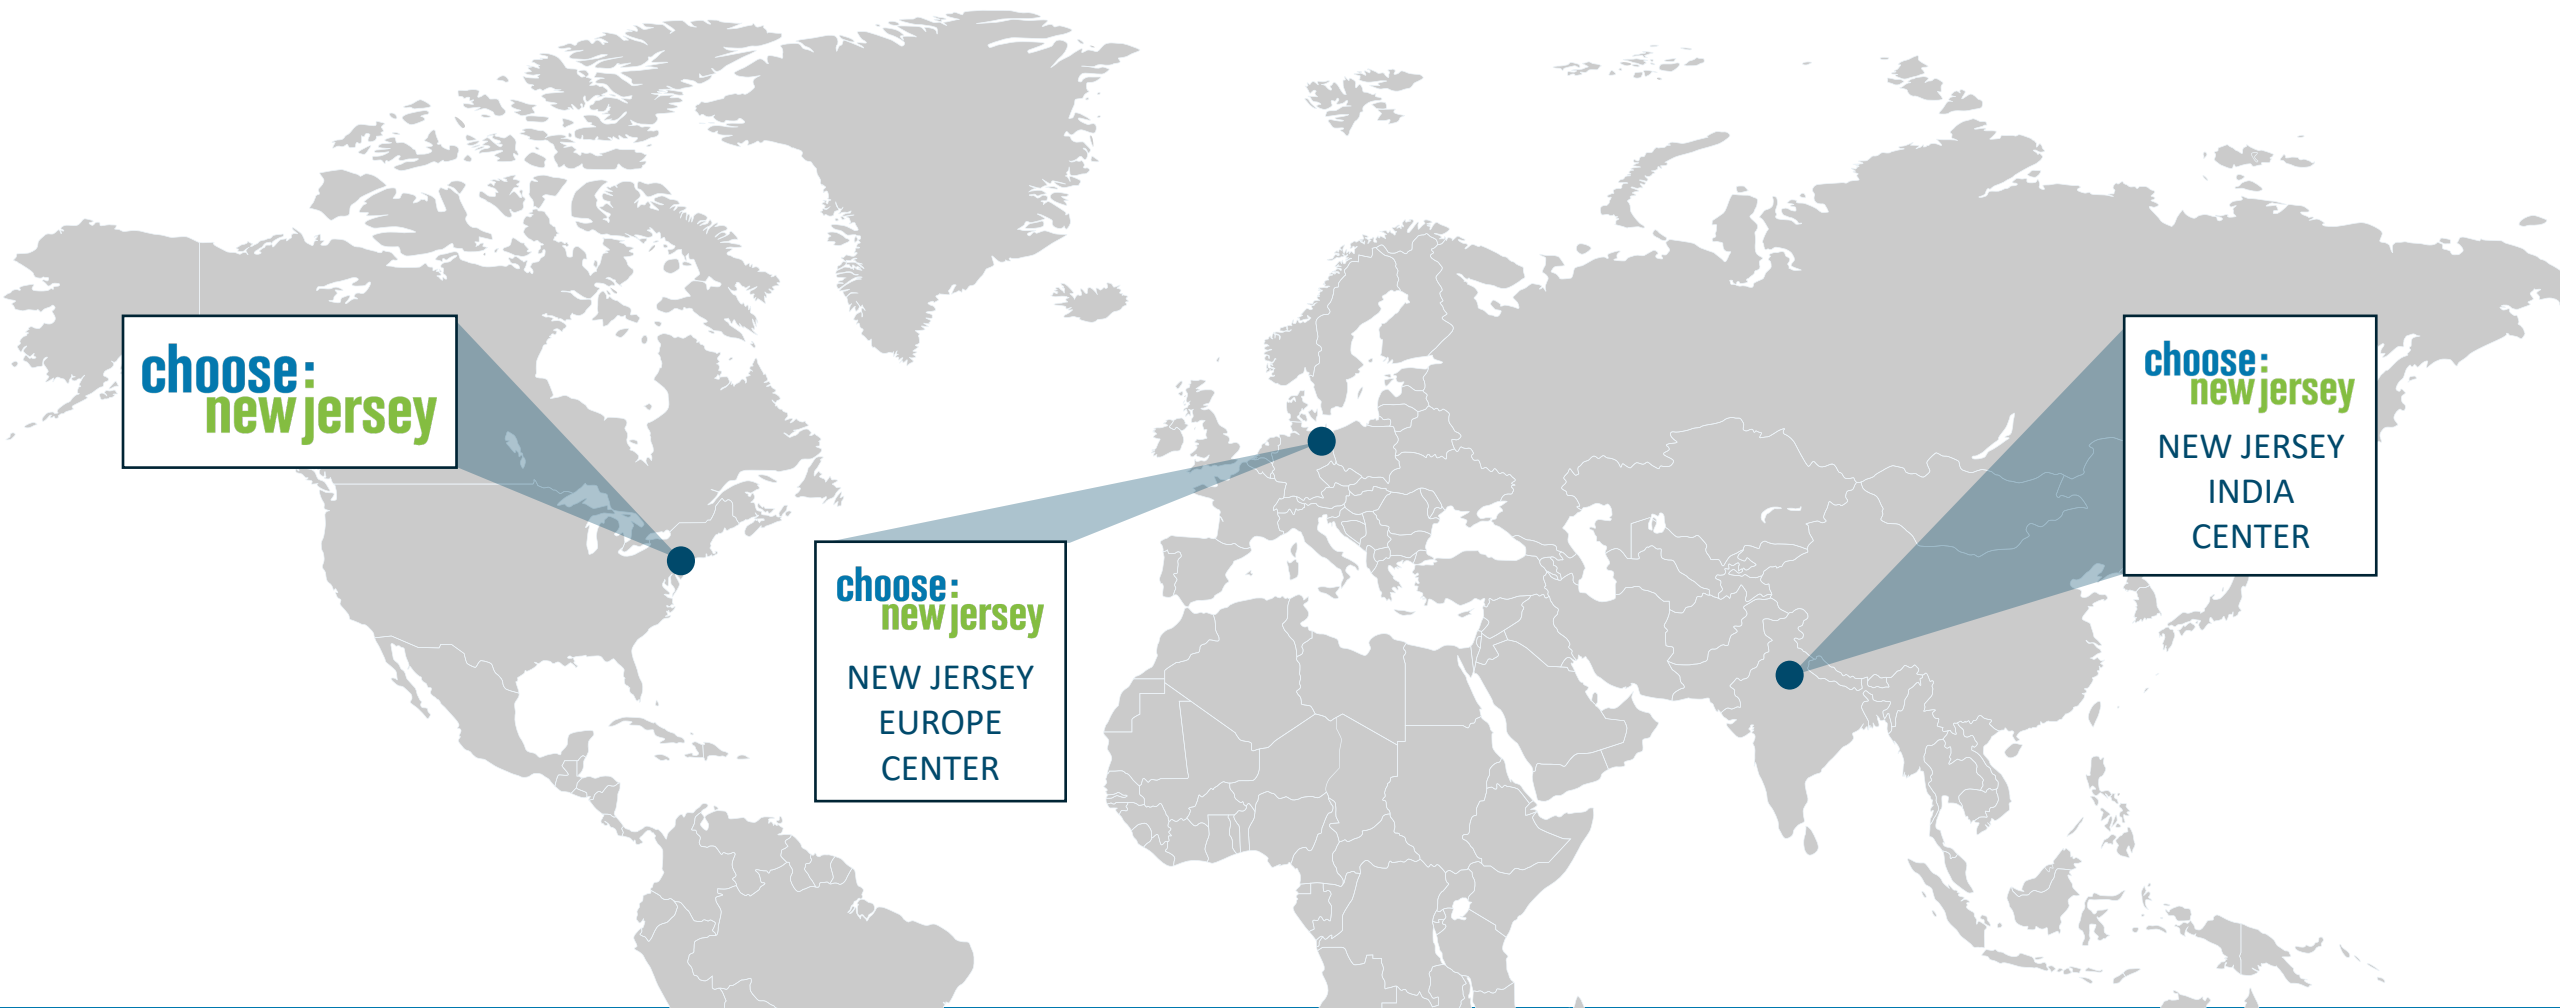 choose:
new jersey
choose:
new jersey
NEW JERSEY
EUROPE
CENTER
choose:
new jersey
NEW JERSEY
INDIA
CENTER